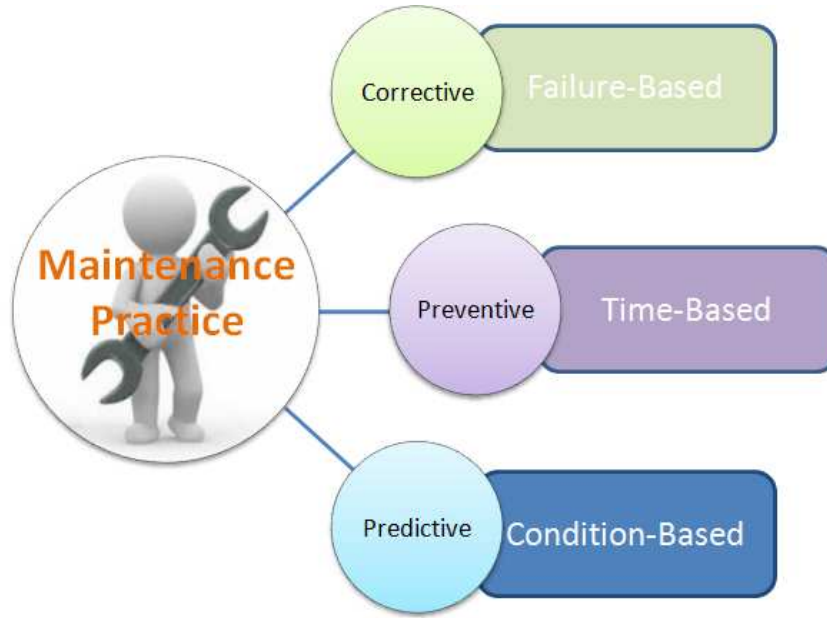 Maintenance
Practice
Corrective
Failure-Based
Preventive
Time-Based
Predictive
Condition-Based